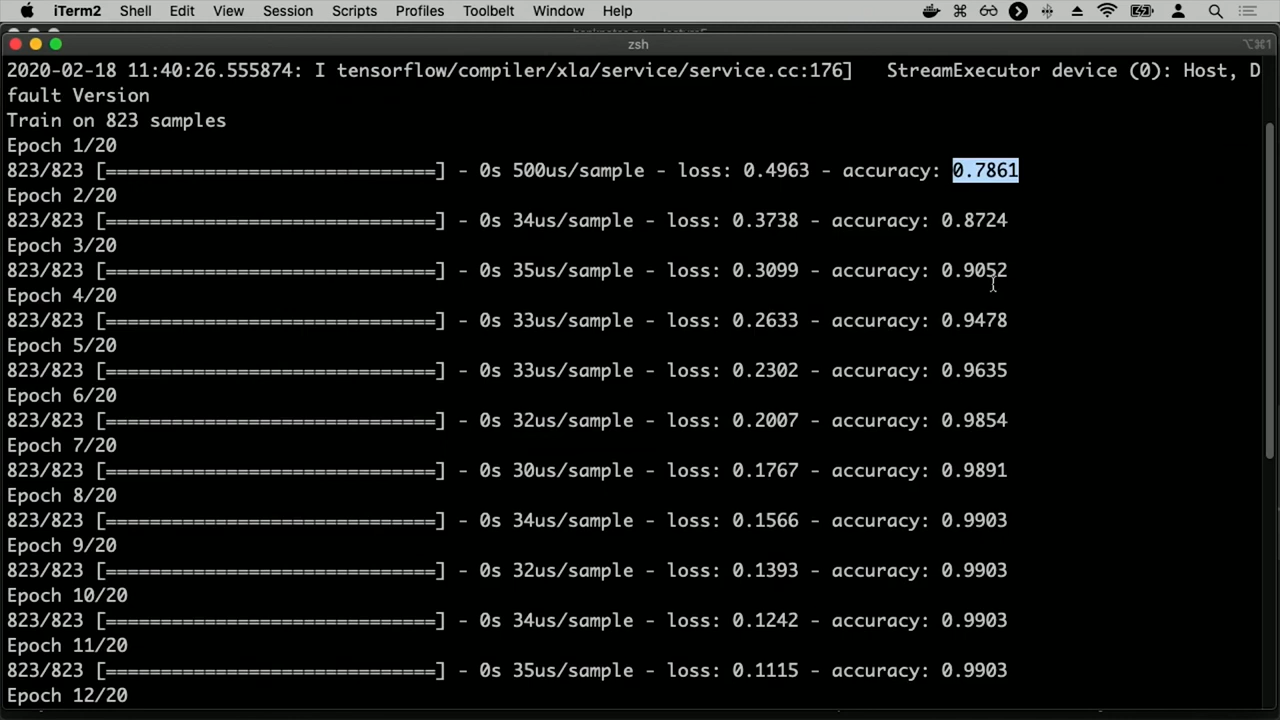 iTerm2 Shell Edit View Session Scripts Profiles Toolbelt Window Help
zsh ⌥⌘1
2020-02-18 11:40:26.555874: I tensorflow/compiler/xla/service/service.cc:176]   StreamExecutor device (0): Host, D
fault Version
Train on 823 samples
Epoch 1/20
823/823 [==============================] - 0s 500us/sample - loss: 0.4963 - accuracy: 0.7861
Epoch 2/20
823/823 [==============================] - 0s 34us/sample - loss: 0.3738 - accuracy: 0.8724
Epoch 3/20
823/823 [==============================] - 0s 35us/sample - loss: 0.3099 - accuracy: 0.9052
Epoch 4/20
823/823 [==============================] - 0s 33us/sample - loss: 0.2633 - accuracy: 0.9478
Epoch 5/20
823/823 [==============================] - 0s 33us/sample - loss: 0.2302 - accuracy: 0.9635
Epoch 6/20
823/823 [==============================] - 0s 32us/sample - loss: 0.2007 - accuracy: 0.9854
Epoch 7/20
823/823 [==============================] - 0s 30us/sample - loss: 0.1767 - accuracy: 0.9891
Epoch 8/20
823/823 [==============================] - 0s 34us/sample - loss: 0.1566 - accuracy: 0.9903
Epoch 9/20
823/823 [==============================] - 0s 32us/sample - loss: 0.1393 - accuracy: 0.9903
Epoch 10/20
823/823 [==============================] - 0s 34us/sample - loss: 0.1242 - accuracy: 0.9903
Epoch 11/20
823/823 [==============================] - 0s 35us/sample - loss: 0.1115 - accuracy: 0.9903
Epoch 12/20